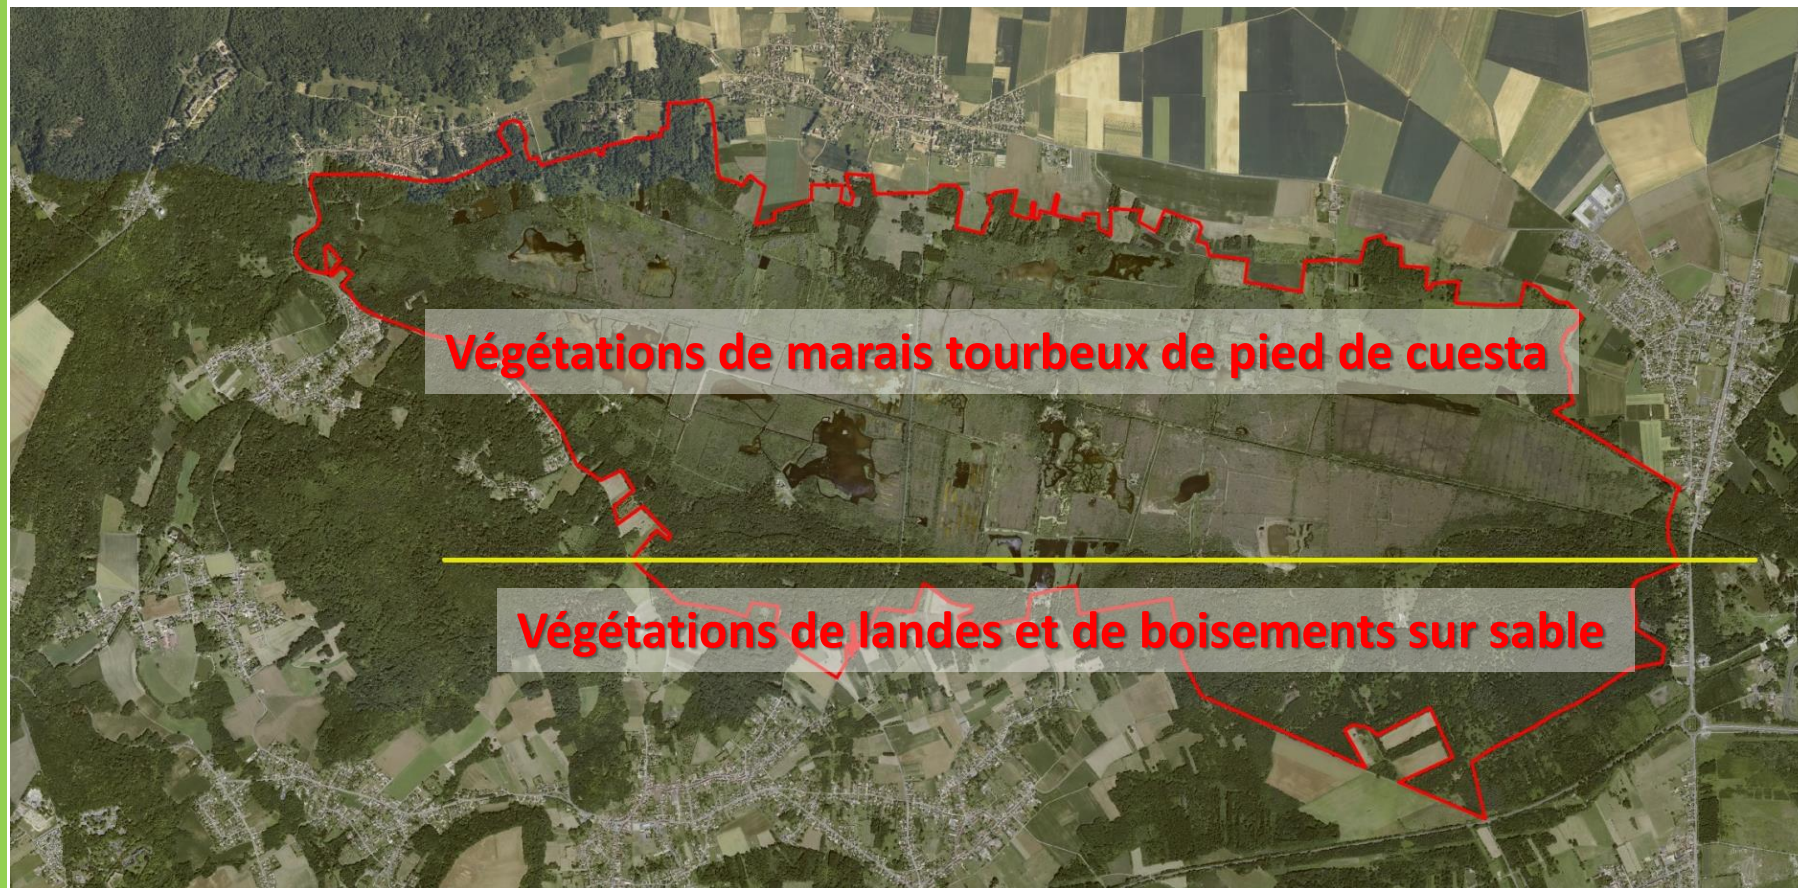 Végétations de marais tourbeux de pied de cuesta
Végétations de landes et de boisements sur sable